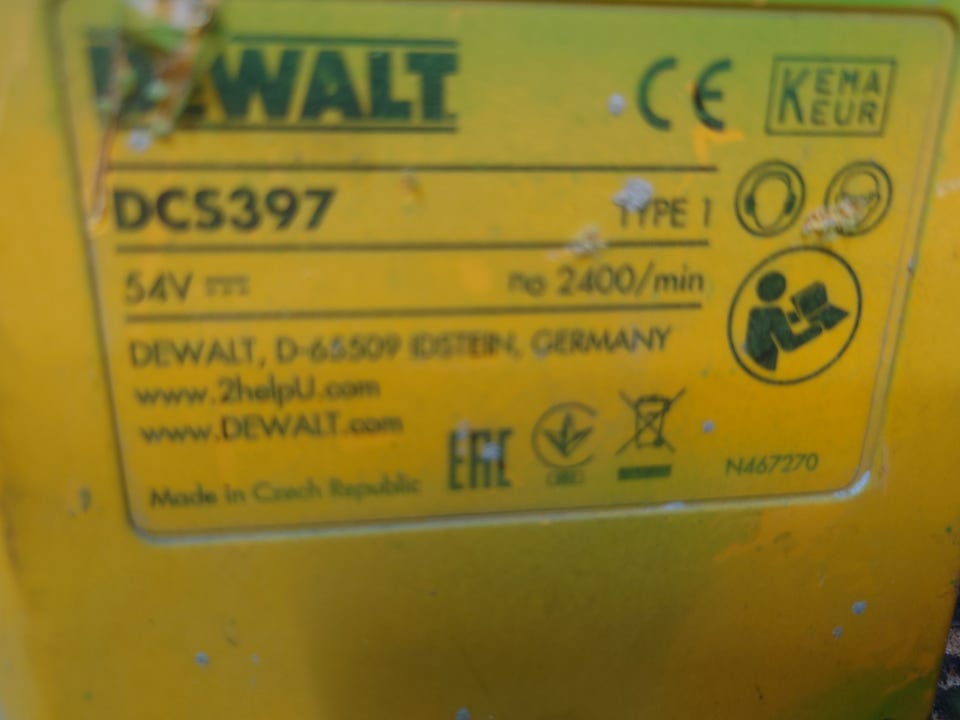 DEWALT
CE KEMA KEUR
DCS397 TYPE 1
54V n₀ 2400/min
DEWALT, D-65509 IDSTEIN, GERMANY
www.2helpU.com
www.DEWALT.com
EAC
Made in Czech Republic
N467270